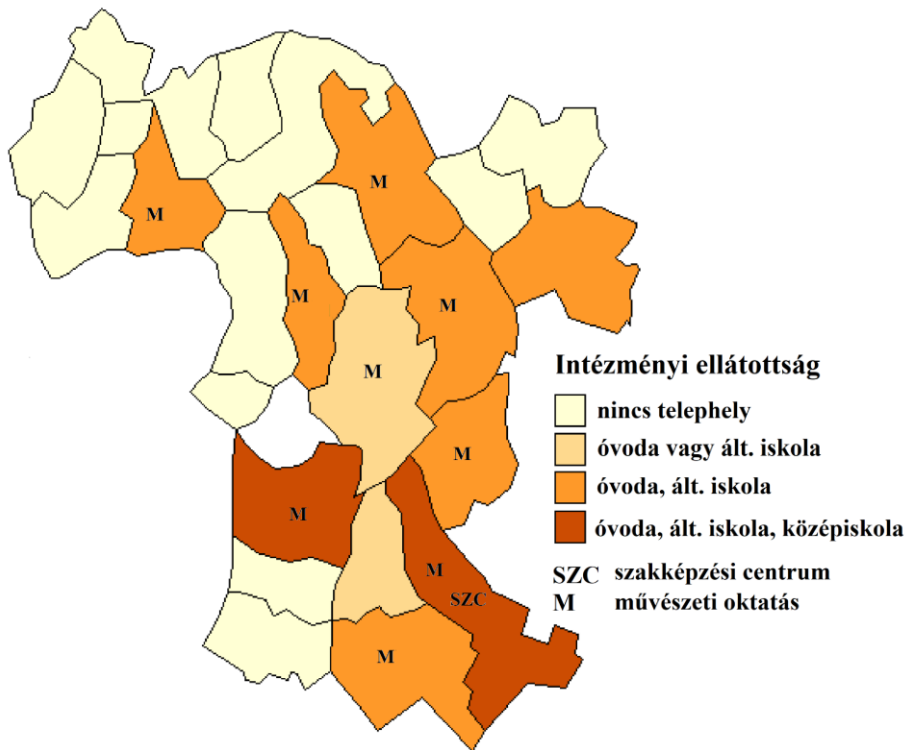 M
M
M
M
M
M
M
M
SZC
M
Intézményi ellátottság
nincs telephely
óvoda vagy ált. iskola
óvoda, ált. iskola
óvoda, ált. iskola, középiskola
SZC szakképzési centrum
M művészeti oktatás